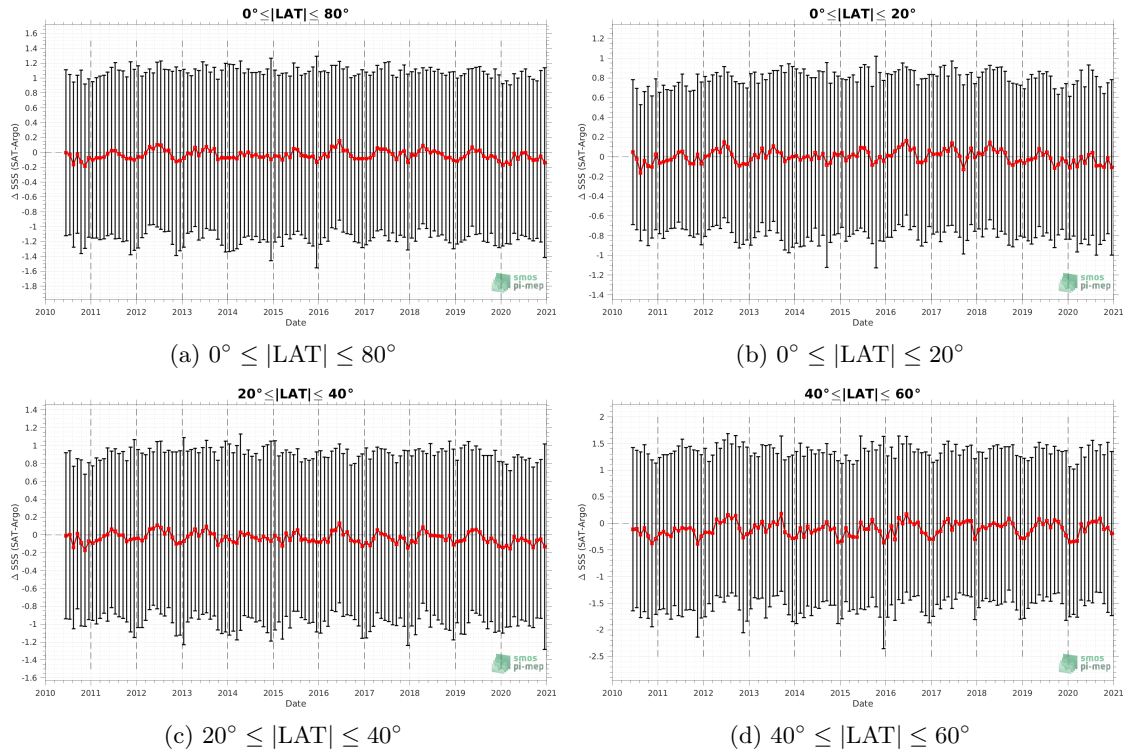 0°≤|LAT|≤ 80°
1.6
1.4
1.2
1
0.8
0.6
0.4
0.2
0
-0.2
-0.4
-0.6
-0.8
-1
-1.2
-1.4
-1.6
-1.8
Δ SSS (SAT-Argo)
2010 2011 2012 2013 2014 2015 2016 2017 2018 2019 2020 2021
Date
smos
pi-mep
(a) 0° ≤ |LAT| ≤ 80°
0°≤|LAT|≤ 20°
1.2
1
0.8
0.6
0.4
0.2
0
-0.2
-0.4
-0.6
-0.8
-1
-1.2
-1.4
Δ SSS (SAT-Argo)
2010 2011 2012 2013 2014 2015 2016 2017 2018 2019 2020 2021
Date
smos
pi-mep
(b) 0° ≤ |LAT| ≤ 20°
20°≤|LAT|≤ 40°
1.4
1.2
1
0.8
0.6
0.4
0.2
0
-0.2
-0.4
-0.6
-0.8
-1
-1.2
-1.4
-1.6
Δ SSS (SAT-Argo)
2010 2011 2012 2013 2014 2015 2016 2017 2018 2019 2020 2021
Date
smos
pi-mep
(c) 20° ≤ |LAT| ≤ 40°
40°≤|LAT|≤ 60°
2
1.5
1
0.5
0
-0.5
-1
-1.5
-2
-2.5
Δ SSS (SAT-Argo)
2010 2011 2012 2013 2014 2015 2016 2017 2018 2019 2020 2021
Date
smos
pi-mep
(d) 40° ≤ |LAT| ≤ 60°